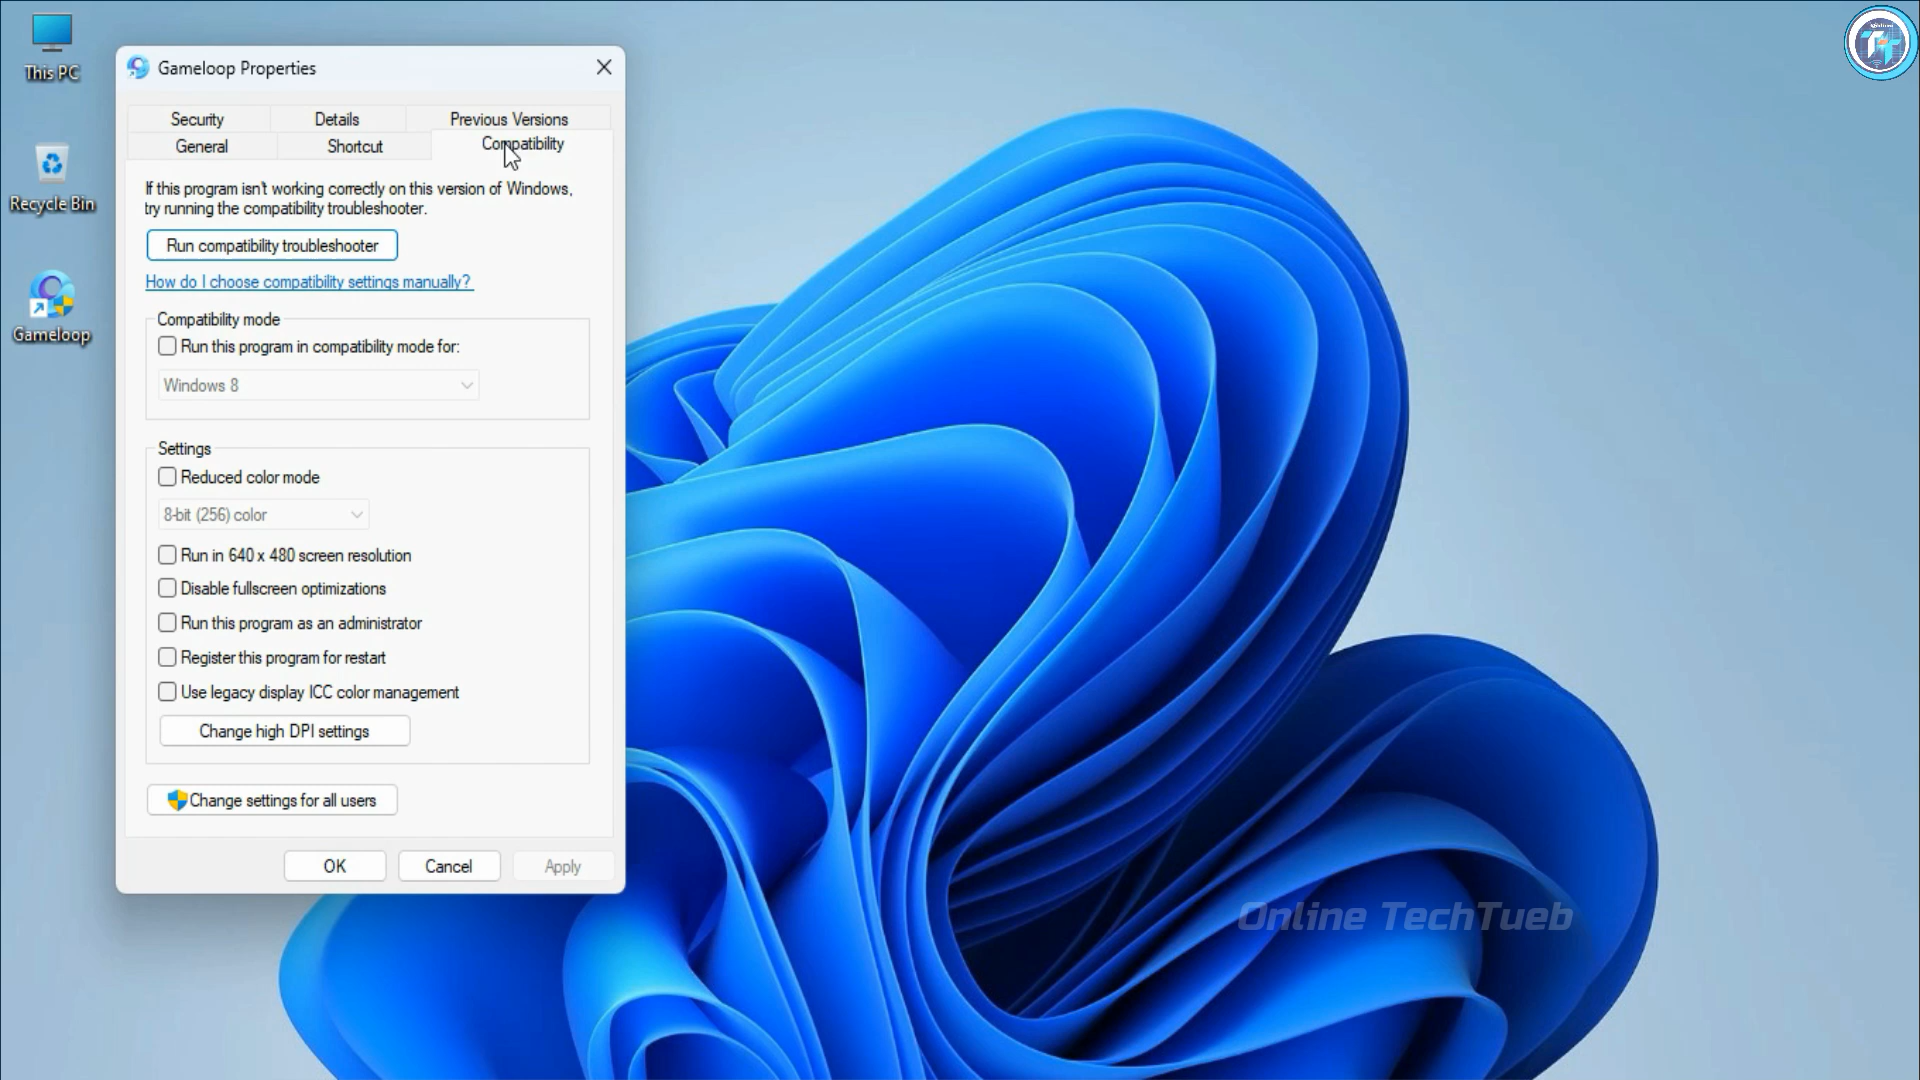 This PC
Recycle Bin
Gameloop
Gameloop Properties
Security
Details
Previous Versions
General
Shortcut
Compatibility
If this program isn't working correctly on this version of Windows,
try running the compatibility troubleshooter.
Run compatibility troubleshooter
How do I choose compatibility settings manually?
Compatibility mode
Run this program in compatibility mode for:
Windows 8
Settings
Reduced color mode
8-bit (256) color
Run in 640 x 480 screen resolution
Disable fullscreen optimizations
Run this program as an administrator
Register this program for restart
Use legacy display ICC color management
Change high DPI settings
Change settings for all users
OK
Cancel
Apply
Online TechTueb